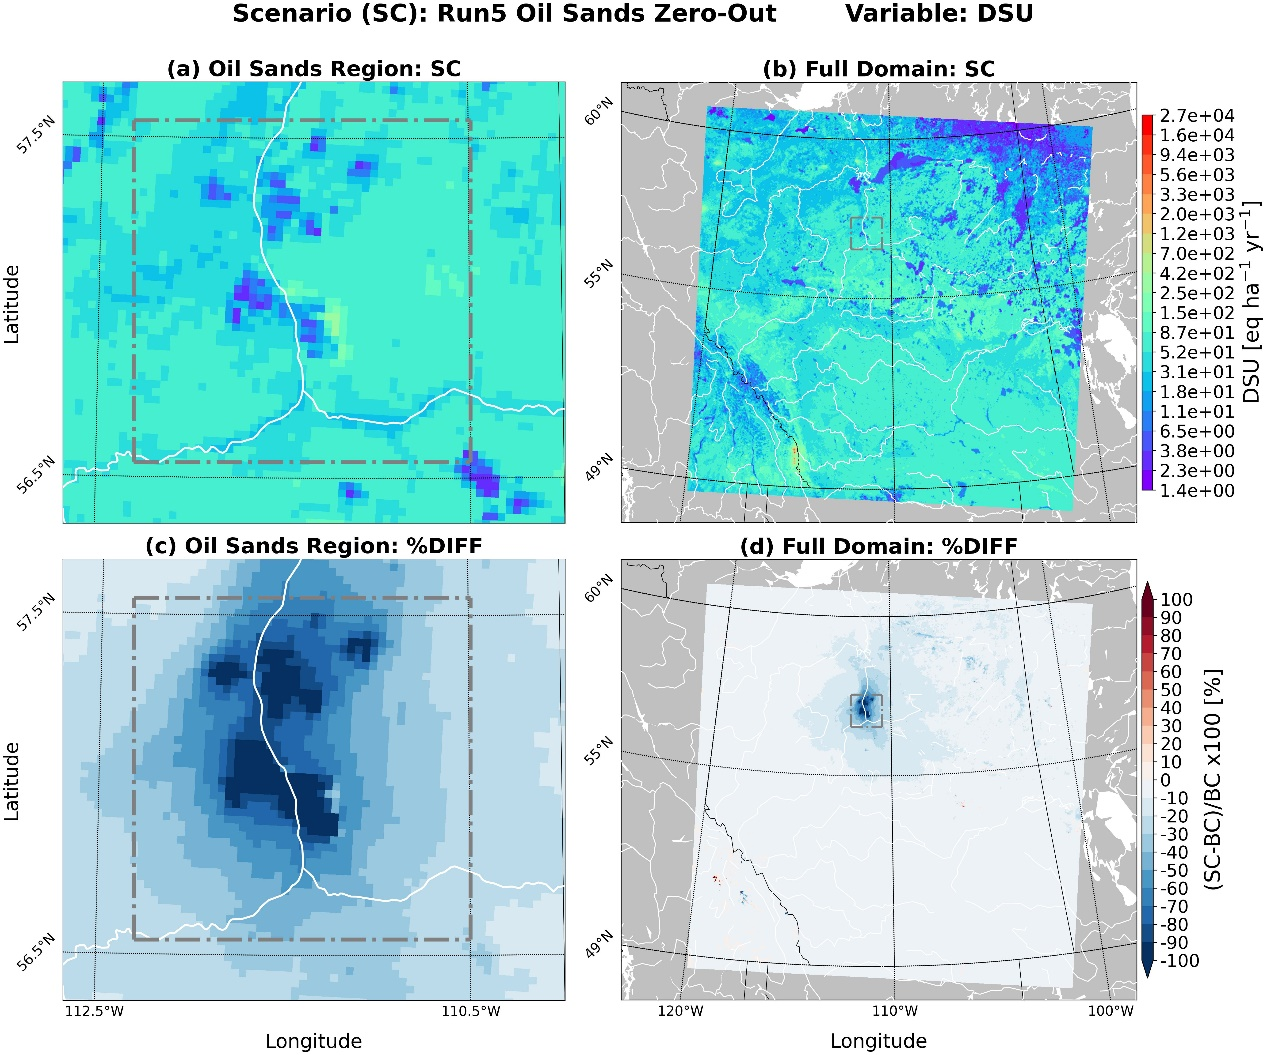 Scenario (SC): Run5 Oil Sands Zero-Out Variable: DSU
(a) Oil Sands Region: SC
(b) Full Domain: SC
57.5°N
56.5°N
Latitude
60°N
55°N
49°N
2.7e+04
1.6e+04
9.4e+03
5.6e+03
3.3e+03
2.0e+03
1.2e+03
7.0e+02
4.2e+02
2.5e+02
1.5e+02
8.7e+01
5.2e+01
3.1e+01
1.8e+01
1.1e+01
6.5e+00
3.8e+00
2.3e+00
1.4e+00
DSU [eq ha⁻¹ yr⁻¹]
(c) Oil Sands Region: %DIFF
(d) Full Domain: %DIFF
57.5°N
56.5°N
Latitude
112.5°W
110.5°W
Longitude
60°N
55°N
49°N
120°W
110°W
100°W
Longitude
100
90
80
70
60
50
40
30
20
10
0
-10
-20
-30
-40
-50
-60
-70
-80
-90
-100
(SC-BC)/BC x100 [%]